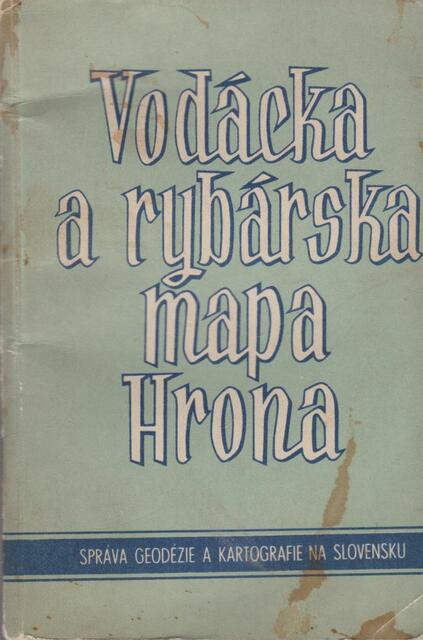 Vodácka
a rybárska
mapa
Hrona
SPRÁVA GEODÉZIE A KARTOGRAFIE NA SLOVENSKU